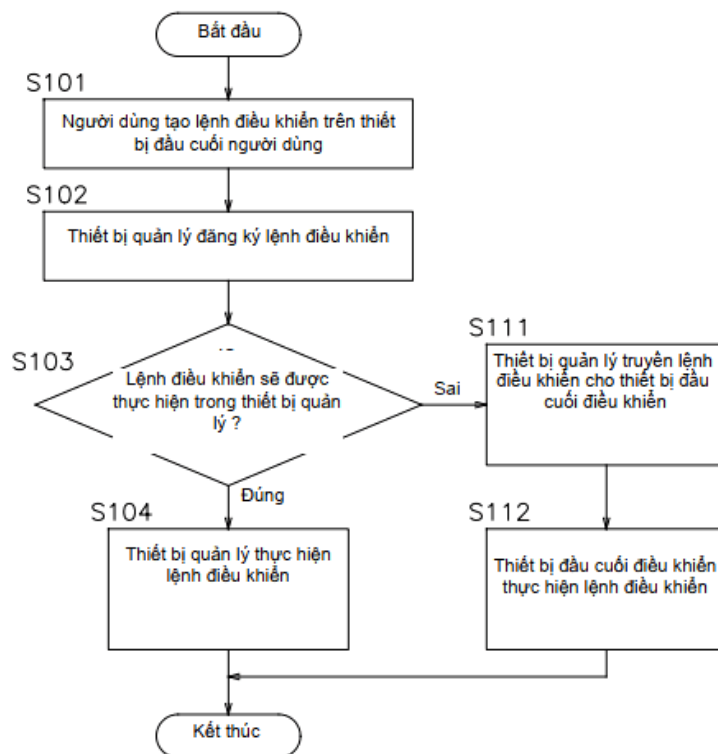 Bắt đầu
S101
Người dùng tạo lệnh điều khiển trên thiết
bị đầu cuối người dùng
S102
Thiết bị quản lý đăng ký lệnh điều khiển
S103
Lệnh điều khiển sẽ được
thực hiện trong thiết bị quản
lý ?
Sai
S111
Thiết bị quản lý truyền lệnh
điều khiển cho thiết bị đầu
cuối điều khiển
Đúng
S104
Thiết bị quản lý thực hiện
lệnh điều khiển
S112
Thiết bị đầu cuối điều khiển
thực hiện lệnh điều khiển
Kết thúc